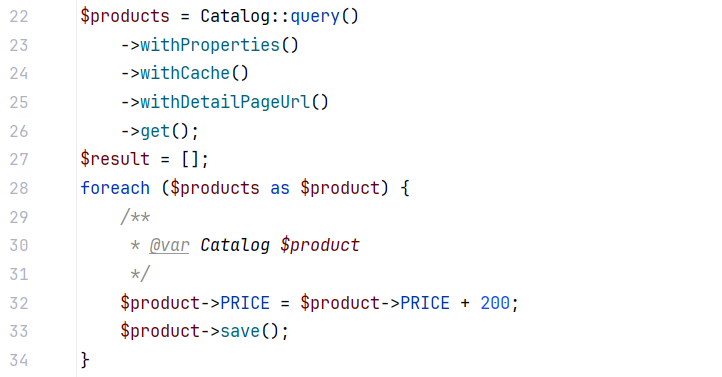 22 $products = Catalog::query()
23     ->withProperties()
24     ->withCache()
25     ->withDetailPageUrl()
26     ->get();
27 $result = [];
28 foreach ($products as $product) {
29     /**
30      * @var Catalog $product
31      */
32     $product->PRICE = $product->PRICE + 200;
33     $product->save();
34 }